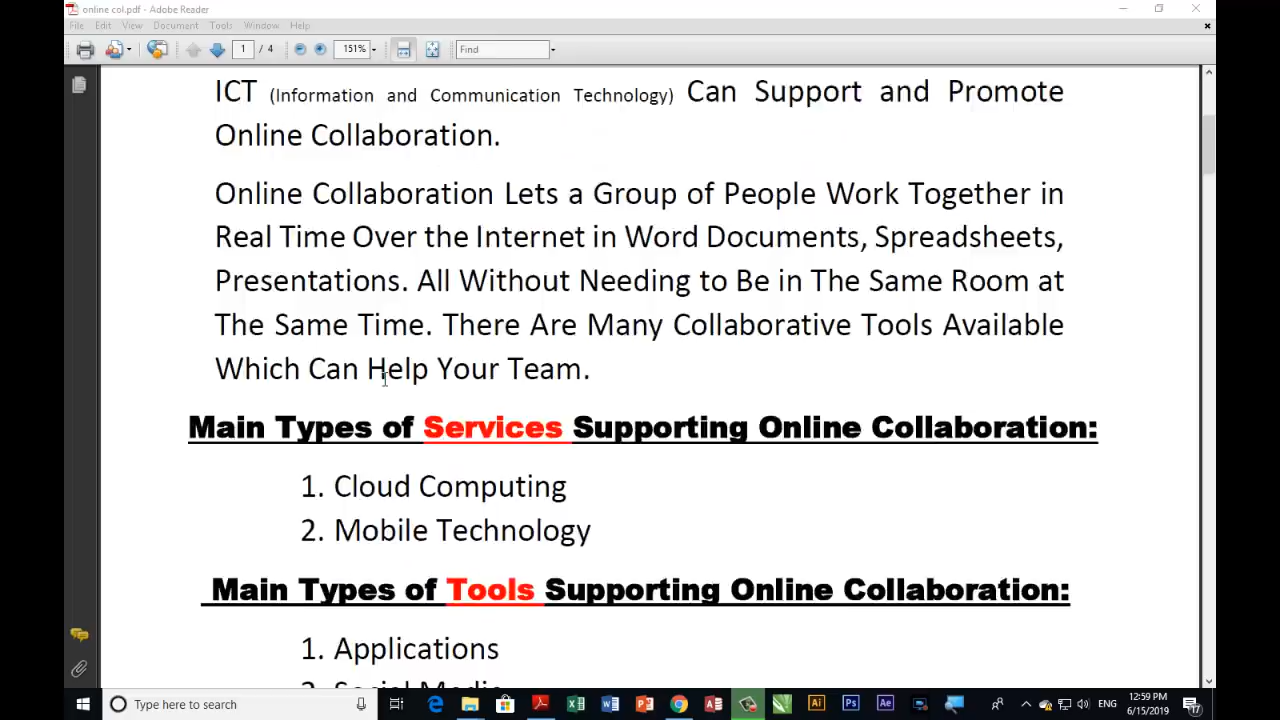 online col.pdf - Adobe Reader
File Edit View Document Tools Window Help
1 / 4 151% Find
ICT (Information and Communication Technology) Can Support and Promote
Online Collaboration.
Online Collaboration Lets a Group of People Work Together in
Real Time Over the Internet in Word Documents, Spreadsheets,
Presentations. All Without Needing to Be in The Same Room at
The Same Time. There Are Many Collaborative Tools Available
Which Can Help Your Team.
Main Types of Services Supporting Online Collaboration:
1. Cloud Computing
2. Mobile Technology
Main Types of Tools Supporting Online Collaboration:
1. Applications
2. Social Media
Type here to search
ENG
12:59 PM
6/15/2019